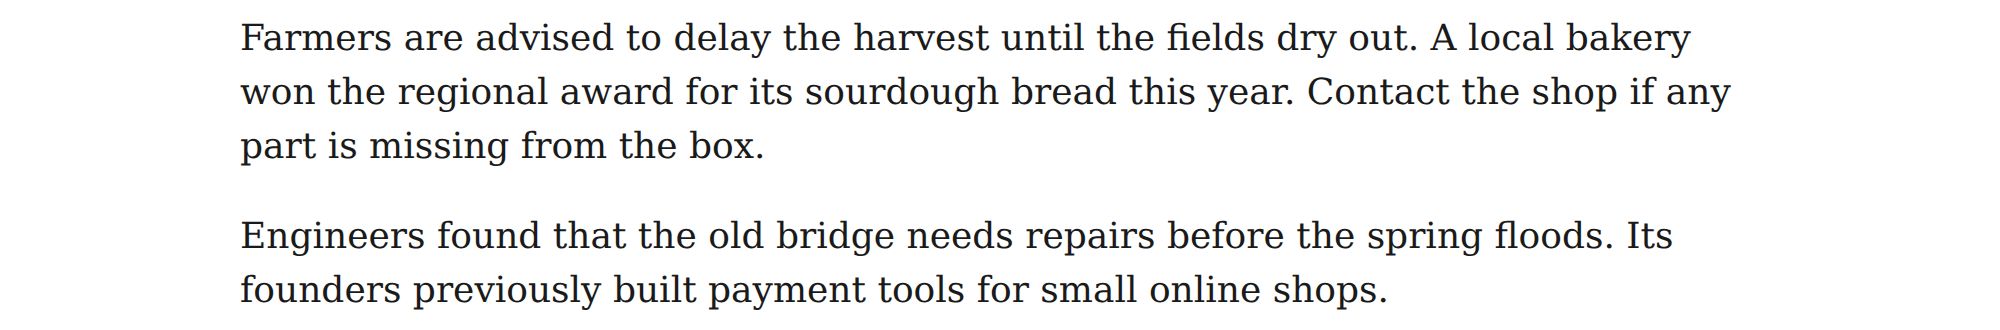 Farmers are advised to delay the harvest until the fields dry out. A local bakery
won the regional award for its sourdough bread this year. Contact the shop if any
part is missing from the box.
Engineers found that the old bridge needs repairs before the spring floods. Its
founders previously built payment tools for small online shops.